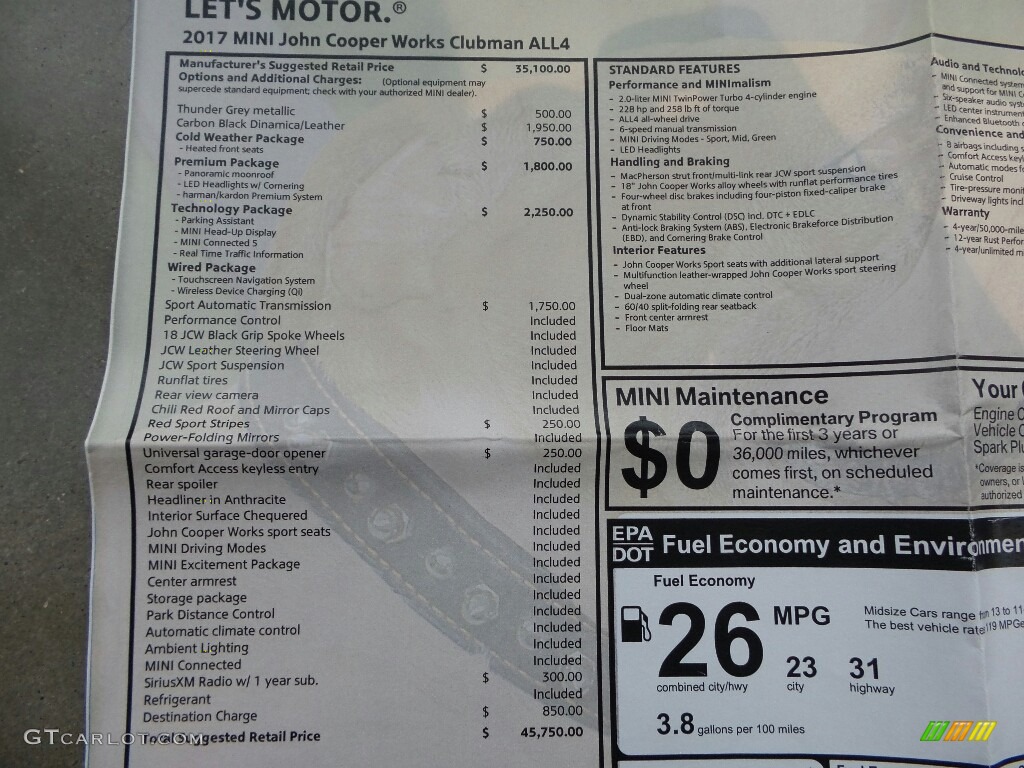 LET'S MOTOR.®
2017 MINI John Cooper Works Clubman ALL4
Manufacturer's Suggested Retail Price $ 35,100.00
Options and Additional Charges: (Optional equipment may
supercede standard equipment; check with your authorized MINI dealer).
Thunder Grey metallic $ 500.00
Carbon Black Dinamica/Leather $ 1,950.00
Cold Weather Package $ 750.00
- Heated front seats
Premium Package $ 1,800.00
- Panoramic moonroof
- LED Headlights w/ Cornering
- harman/kardon Premium System
Technology Package $ 2,250.00
- Parking Assistant
- MINI Head-Up Display
- MINI Connected 5
- Real Time Traffic Information
Wired Package
- Touchscreen Navigation System
- Wireless Device Charging (Qi)
Sport Automatic Transmission $ 1,750.00
Performance Control Included
18 JCW Black Grip Spoke Wheels Included
JCW Leather Steering Wheel Included
JCW Sport Suspension Included
Runflat tires Included
Rear view camera Included
Chili Red Roof and Mirror Caps Included
Red Sport Stripes $ 250.00
Power-Folding Mirrors Included
Universal garage-door opener $ 250.00
Comfort Access keyless entry Included
Rear spoiler Included
Headliner in Anthracite Included
Interior Surface Chequered Included
John Cooper Works sport seats Included
MINI Driving Modes Included
MINI Excitement Package Included
Center armrest Included
Storage package Included
Park Distance Control Included
Automatic climate control Included
Ambient Lighting Included
MINI Connected Included
SiriusXM Radio w/ 1 year sub. $ 300.00
Refrigerant Included
Destination Charge $ 850.00
Total Suggested Retail Price $ 45,750.00
STANDARD FEATURES
Performance and MINImalism
- 2.0-liter MINI TwinPower Turbo 4-cylinder engine
- 228 hp and 258 lb ft of torque
- ALL4 all-wheel drive
- 6-speed manual transmission
- MINI Driving Modes - Sport, Mid, Green
- LED Headlights
Handling and Braking
- MacPherson strut front/multi-link rear JCW sport suspension
- 18" John Cooper Works alloy wheels with runflat performance tires
- Four-wheel disc brakes including four-piston fixed-caliper brake
at front
- Dynamic Stability Control (DSC) incl. DTC + EDLC
- Anti-lock Braking System (ABS), Electronic Brakeforce Distribution
(EBD), and Cornering Brake Control
Interior Features
- John Cooper Works Sport seats with additional lateral support
- Multifunction leather-wrapped John Cooper Works sport steering
wheel
- Dual-zone automatic climate control
- 60/40 split-folding rear seatback
- Front center armrest
- Floor Mats
Audio and Technolo
- MINI Connected system
and support for MINI C
- Six-speaker audio syst
- LED center instrument
- Enhanced Bluetooth
Convenience and
- 8 airbags including
- Comfort Access keyl
- Automatic modes f
- Cruise Control
- Tire-pressure monit
- Driveway lights incl
Warranty
- 4-year/50,000-mile
- 12-year Rust Perfor
- 4-year/unlimited m
MINI Maintenance
$0
Complimentary Program
For the first 3 years or
36,000 miles, whichever
comes first, on scheduled
maintenance.*
Your
Engine O
Vehicle C
Spark Plu
*Coverage is
owners, or
authorized
EPA
DOT
Fuel Economy and Environmen
Fuel Economy
26 MPG
combined city/hwy
23
city
31
highway
3.8 gallons per 100 miles
Midsize Cars range from 13 to 11
The best vehicle rate 119 MPGe
GTCARLOT.COM